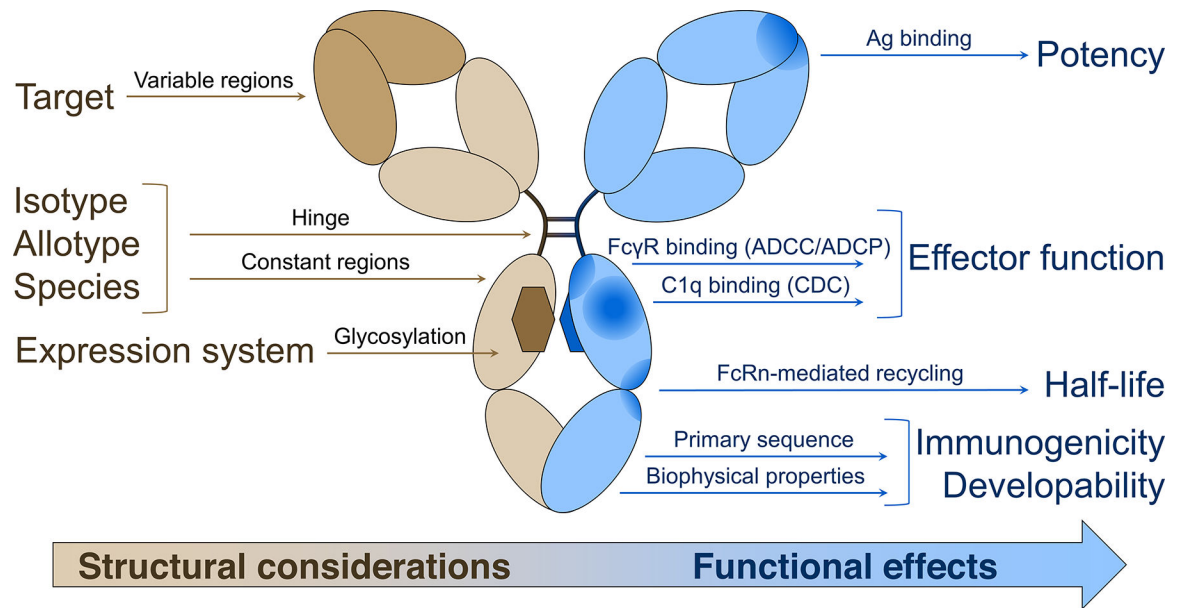 Target
Variable regions
Ag binding
Potency
Isotype
Allotype
Species
Hinge
Constant regions
FcγR binding (ADCC/ADCP)
C1q binding (CDC)
Effector function
Expression system
Glycosylation
FcRn-mediated recycling
Half-life
Primary sequence
Biophysical properties
Immunogenicity
Developability
Structural considerations
Functional effects